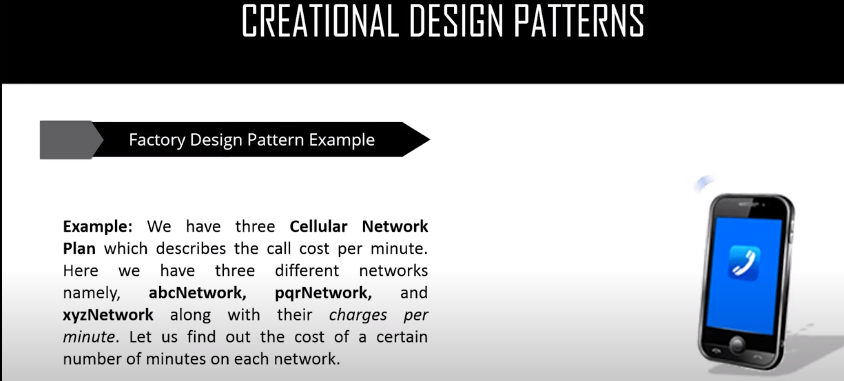 CREATIONAL DESIGN PATTERNS
Factory Design Pattern Example
Example: We have three Cellular Network
Plan which describes the call cost per minute.
Here we have three different networks
namely, abcNetwork, pqrNetwork, and
xyzNetwork along with their charges per
minute. Let us find out the cost of a certain
number of minutes on each network.